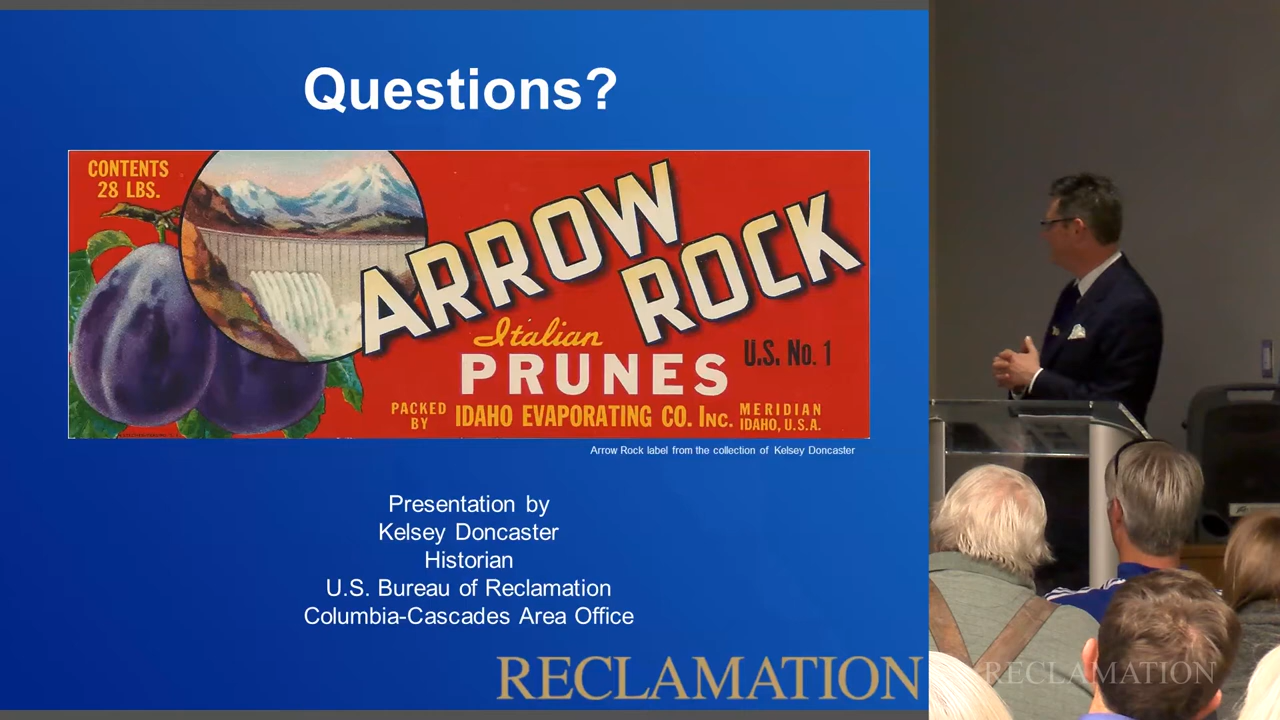 Questions?
CONTENTS
28 LBS.
ARROW
ROCK
Italian
PRUNES
U.S. No. 1
PACKED
BY
IDAHO EVAPORATING CO. INC.
MERIDIAN
IDAHO, U.S.A.
Arrow Rock label from the collection of Kelsey Doncaster
Presentation by
Kelsey Doncaster
Historian
U.S. Bureau of Reclamation
Columbia-Cascades Area Office
RECLAMATION
RECLAMATION